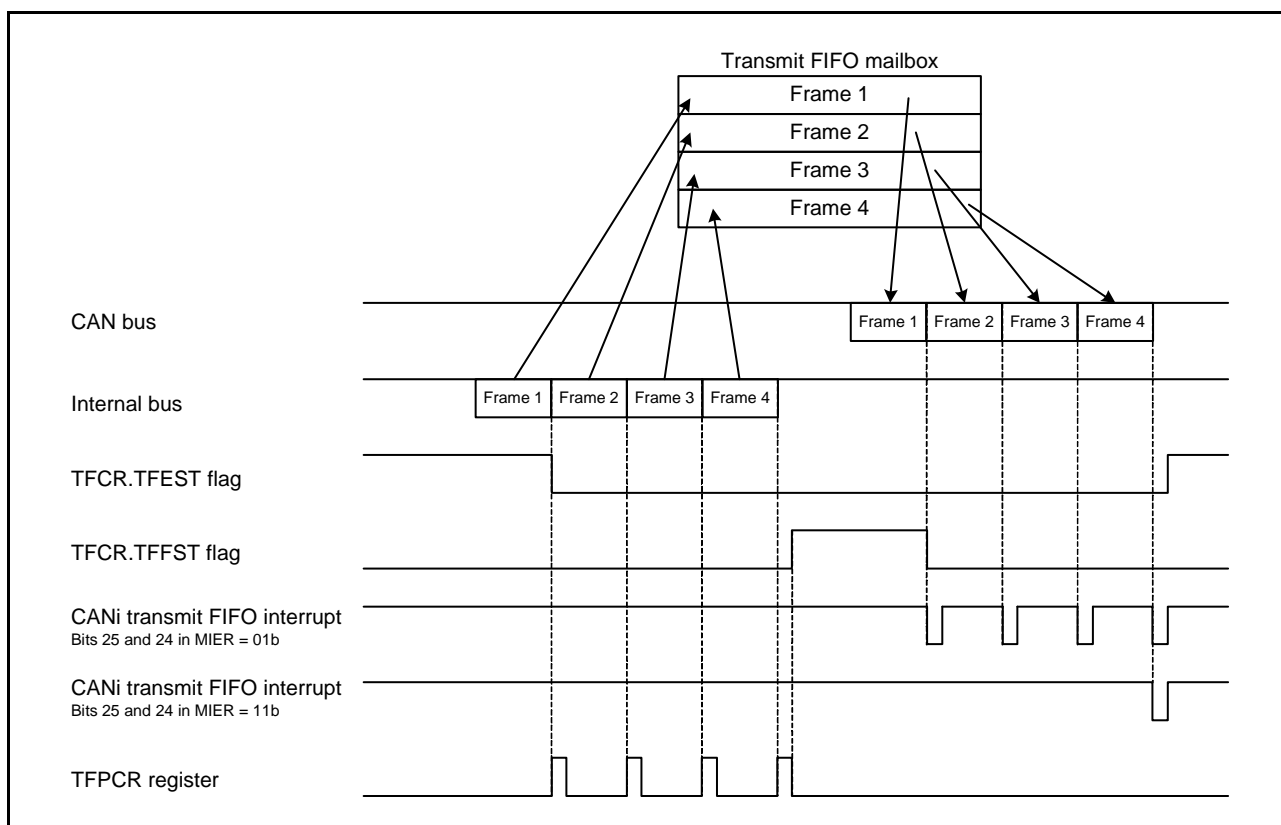 Transmit FIFO mailbox
Frame 1
Frame 2
Frame 3
Frame 4
CAN bus
Frame 1 Frame 2 Frame 3 Frame 4
Internal bus
Frame 1 Frame 2 Frame 3 Frame 4
TFCR.TFEST flag
TFCR.TFFST flag
CANi transmit FIFO interrupt
Bits 25 and 24 in MIER = 01b
CANi transmit FIFO interrupt
Bits 25 and 24 in MIER = 11b
TFPCR register